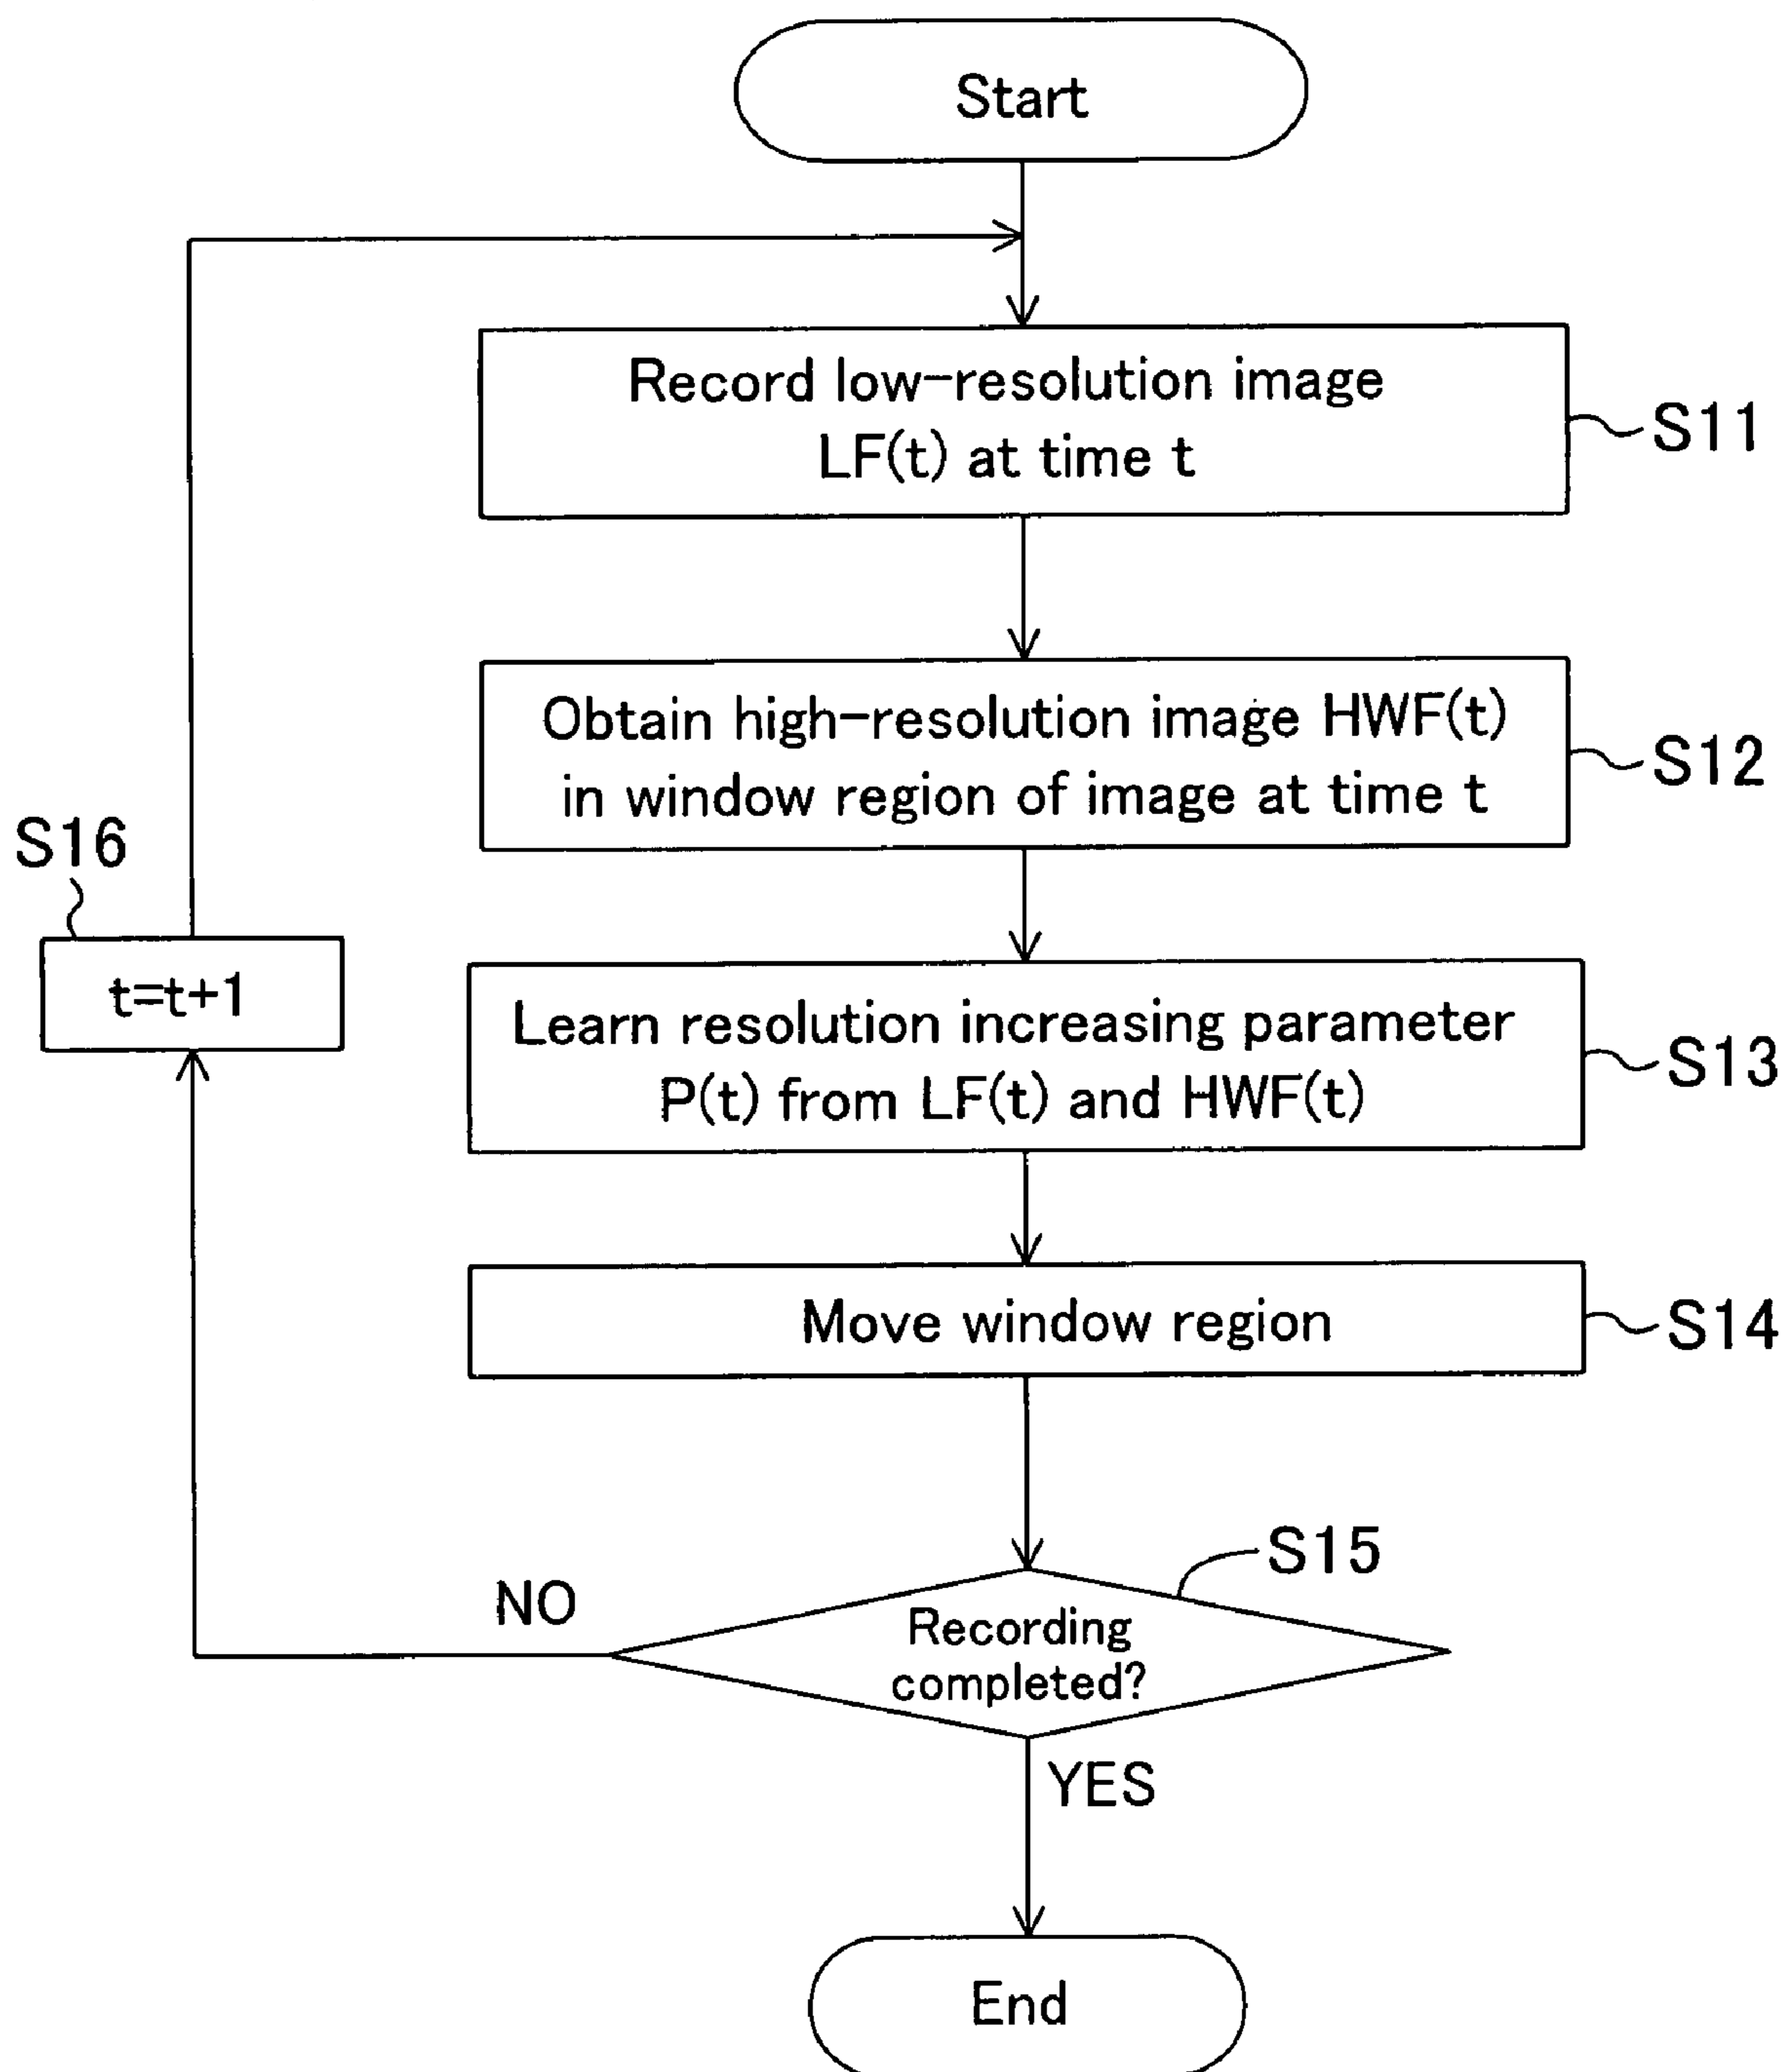 Start
Record low-resolution image
LF(t) at time t
S11
Obtain high-resolution image HWF(t)
in window region of image at time t
S12
S16
t=t+1
Learn resolution increasing parameter
P(t) from LF(t) and HWF(t)
S13
Move window region
S14
S15
NO
Recording
completed?
YES
End